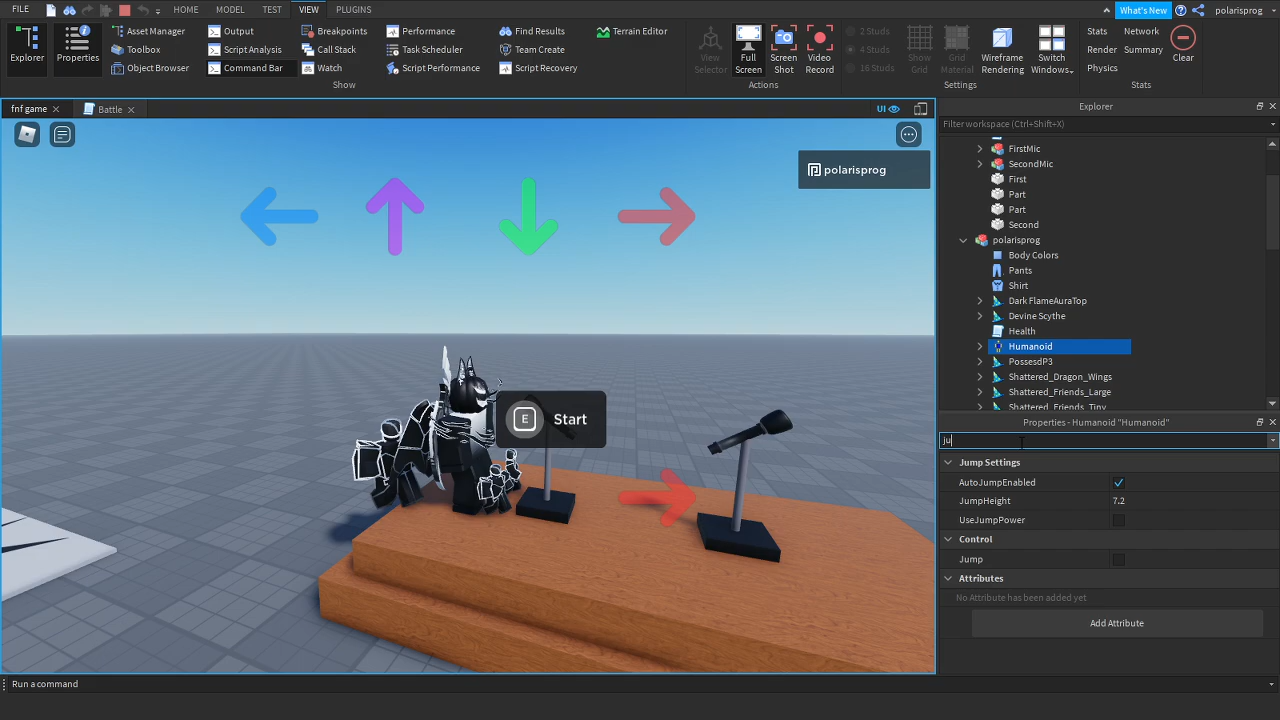 FILE HOME MODEL TEST VIEW PLUGINS What's New polarisprog
Explorer
Properties
Asset Manager
Toolbox
Object Browser
Output
Script Analysis
Command Bar
Breakpoints
Call Stack
Watch
Performance
Task Scheduler
Script Performance
Find Results
Team Create
Script Recovery
Terrain Editor
Show
View
Selector
Full
Screen
Screen
Shot
Video
Record
Actions
2 Studs
4 Studs
16 Studs
Show
Grid
Grid
Material
Wireframe
Rendering
Switch
Windows
Settings
Stats Network
Render Summary
Physics
Clear
Stats
fnf game
Battle
UI
polarisprog
E Start
Explorer
Filter workspace (Ctrl+Shift+X)
FirstMic
SecondMic
First
Part
Part
Second
polarisprog
Body Colors
Pants
Shirt
Dark FlameAuraTop
Devine Scythe
Health
Humanoid
PossesdP3
Shattered_Dragon_Wings
Shattered_Friends_Large
Shattered_Friends_Tiny
Properties - Humanoid "Humanoid"
ju
Jump Settings
AutoJumpEnabled
JumpHeight 7.2
UseJumpPower
Control
Jump
Attributes
No Attribute has been added yet
Add Attribute
Run a command